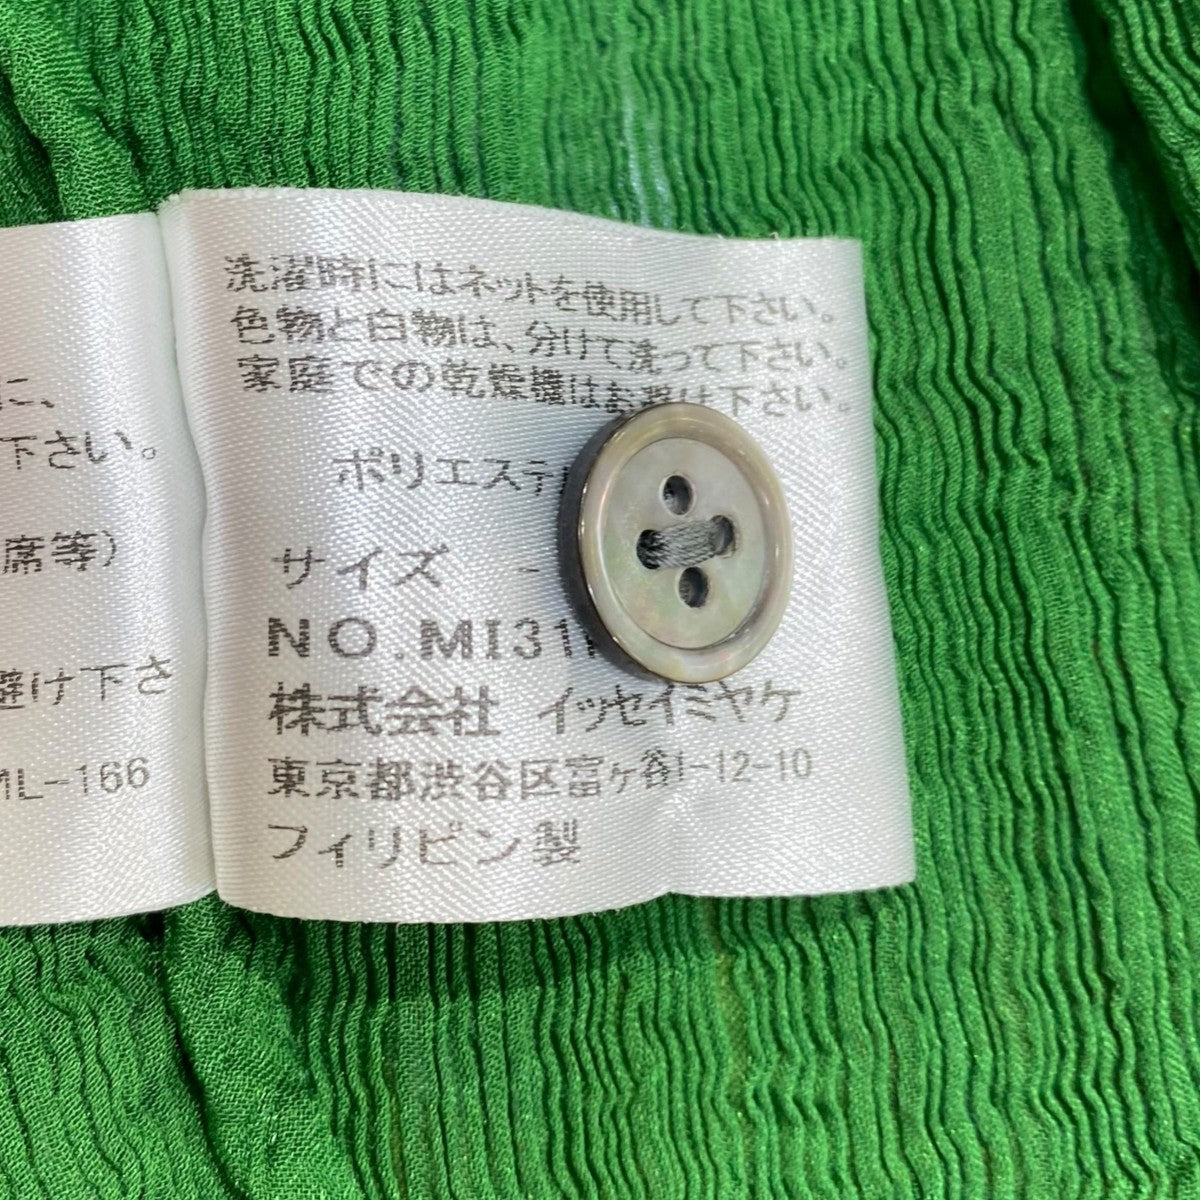 に、
下さい。
席等)
避け下さ
ML-166
洗濯時にはネットを使用して下さい。
色物と白物は、分けて洗って下さい。
家庭での乾燥機はお避け下さい。
ポリエステル
サイズ -
NO.MI31
株式会社 イッセイミヤケ
東京都渋谷区富ヶ谷1-12-10
フィリピン製